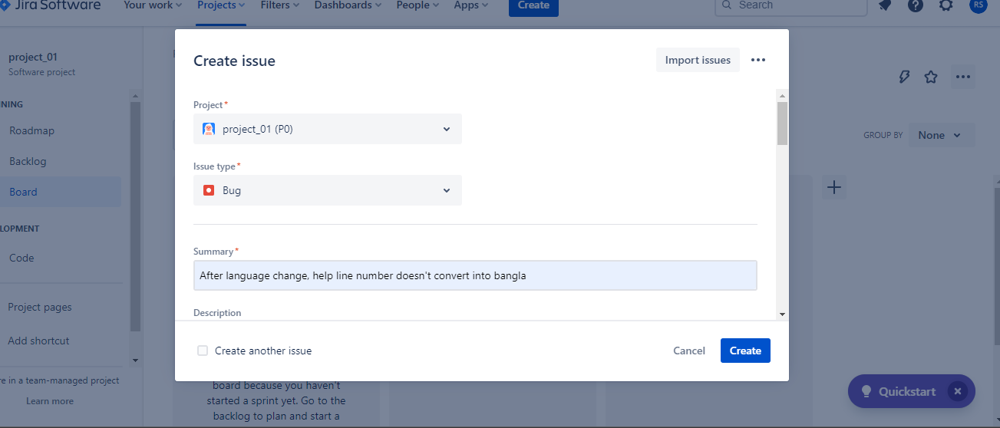 Jira Software Your work Projects Filters Dashboards People Apps Create Search RS
project_01
Software project
NING
Roadmap
Backlog
Board
LOPMENT
Code
Project pages
Add shortcut
re in a team-managed project
Learn more
Create issue
Import issues
Project*
project_01 (P0)
Issue type*
Bug
Summary*
After language change, help line number doesn't convert into bangla
Description
Create another issue
Cancel
Create
GROUP BY None
board because you haven't
started a sprint yet. Go to the
backlog to plan and start a
Quickstart